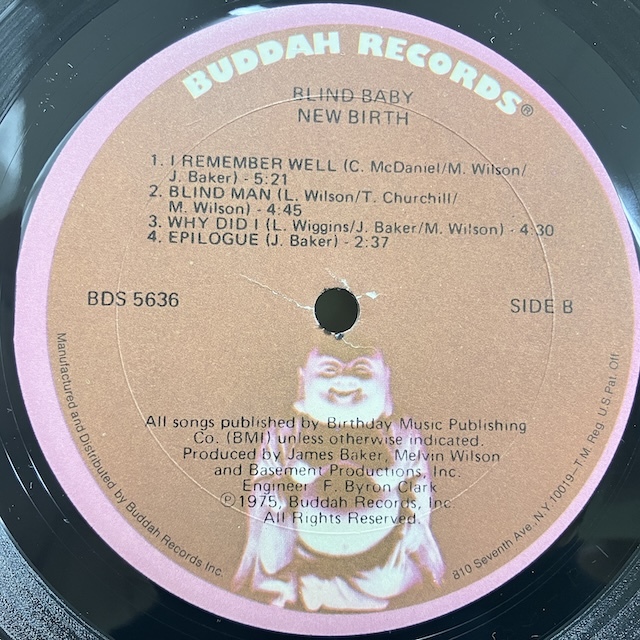 BUDDAH RECORDS®
BLIND BABY
NEW BIRTH
1. I REMEMBER WELL (C. McDaniel/M. Wilson/
J. Baker) - 5:21
2. BLIND MAN (L. Wilson/T. Churchill/
M. Wilson) - 4:45
3. WHY DID I (L. Wiggins/J. Baker/M. Wilson) - 4:30
4. EPILOGUE (J. Baker) - 2:37
BDS 5636
SIDE B
All songs published by Birthday Music Publishing
Co. (BMI) unless otherwise indicated.
Produced by James Baker, Melvin Wilson
and Basement Productions, Inc.
Engineer F. Byron Clark
Ⓟ1975, Buddah Records, Inc.
All Rights Reserved.
Manufactured and Distributed by Buddah Records Inc.
810 Seventh Ave., N.Y. 10019—T.M. Reg. U.S. Pat. Off.